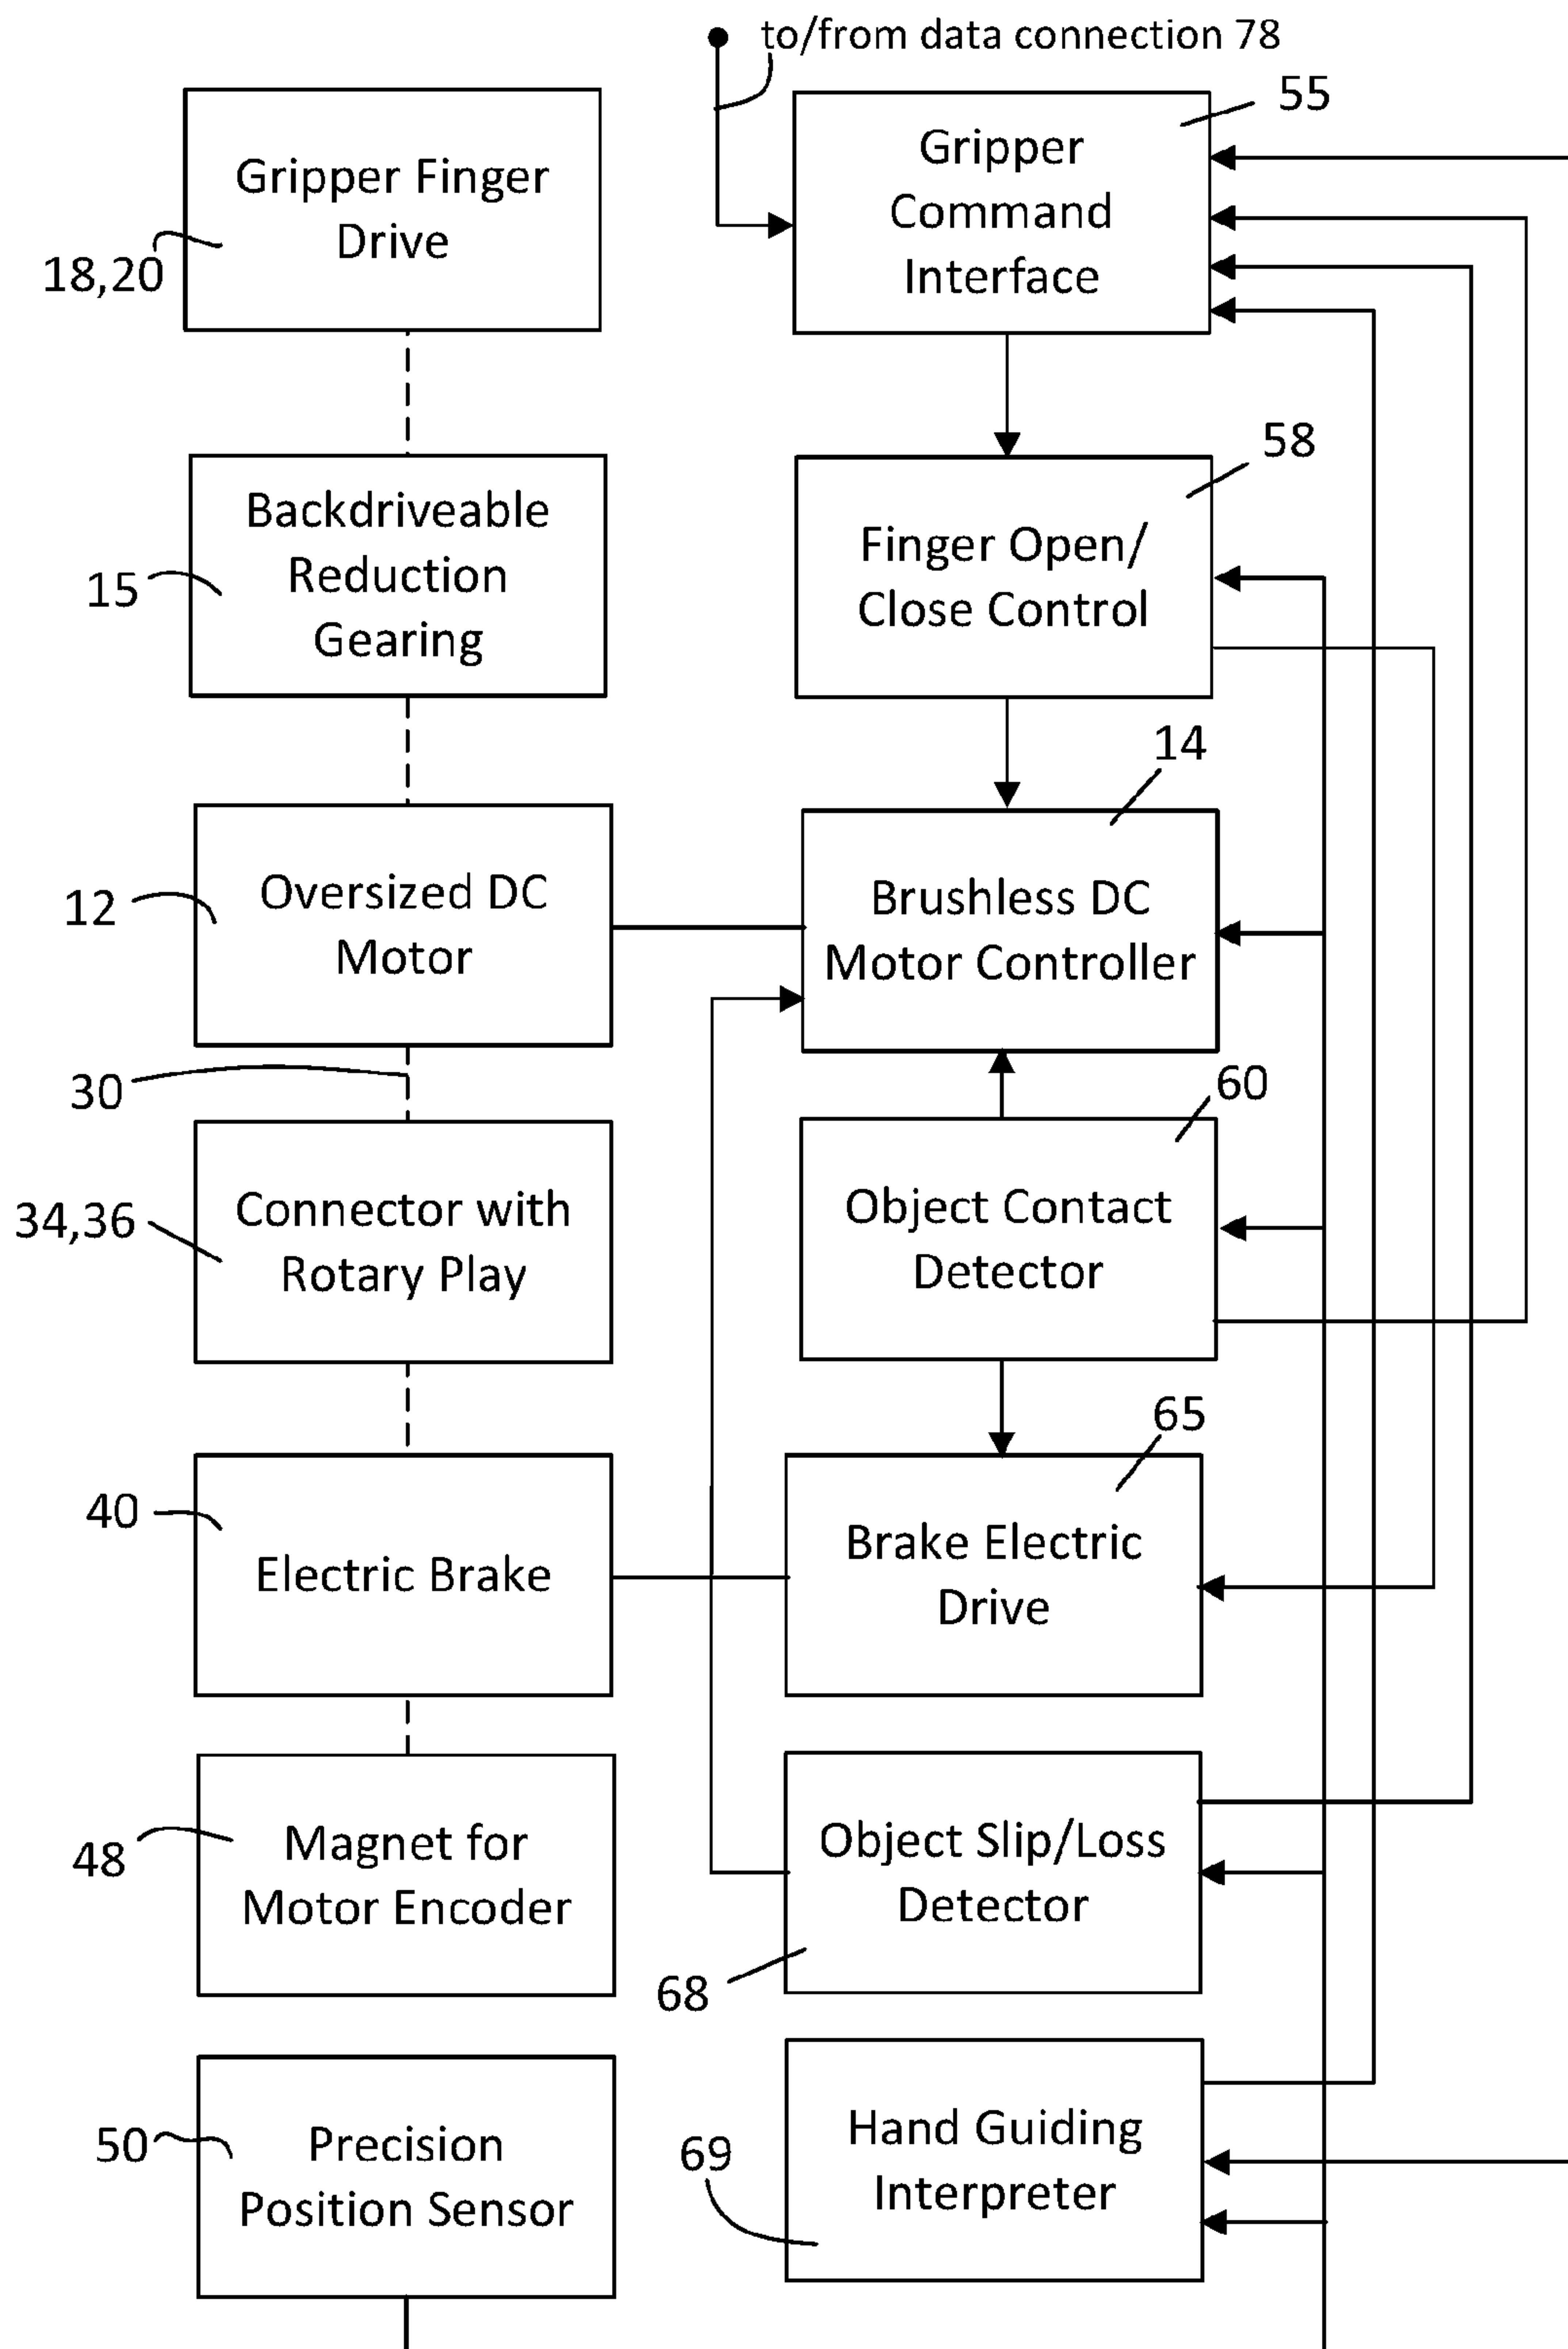 to/from data connection 78
Gripper Finger
Drive
18,20
Gripper
Command
Interface
55
Backdriveable
Reduction
Gearing
15
Finger Open/
Close Control
58
Oversized DC
Motor
12
Brushless DC
Motor Controller
14
30
Connector with
Rotary Play
34,36
Object Contact
Detector
60
Electric Brake
40
Brake Electric
Drive
65
Magnet for
Motor Encoder
48
Object Slip/Loss
Detector
68
Precision
Position Sensor
50
Hand Guiding
Interpreter
69